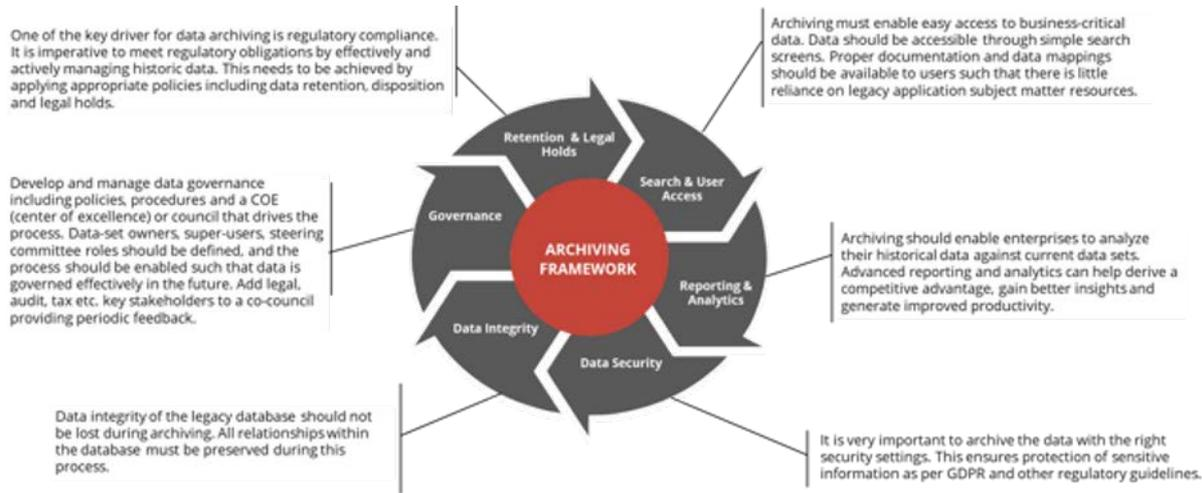 One of the key driver for data archiving is regulatory compliance.
It is imperative to meet regulatory obligations by effectively and
actively managing historic data. This needs to be achieved by
applying appropriate policies including data retention, disposition
and legal holds.
Archiving must enable easy access to business-critical
data. Data should be accessible through simple search
screens. Proper documentation and data mappings
should be available to users such that there is little
reliance on legacy application subject matter resources.
Retention & Legal
Holds
Search & User
Access
Develop and manage data governance
including policies, procedures and a COE
(center of excellence) or council that drives the
process. Data-set owners, super-users, steering
committee roles should be defined, and the
process should be enabled such that data is
governed effectively in the future. Add legal,
audit, tax etc. key stakeholders to a co-council
providing periodic feedback.
Governance
ARCHIVING
FRAMEWORK
Archiving should enable enterprises to analyze
their historical data against current data sets.
Advanced reporting and analytics can help derive a
competitive advantage, gain better insights and
generate improved productivity.
Reporting &
Analytics
Data Integrity
Data Security
Data integrity of the legacy database should not
be lost during archiving. All relationships within
the database must be preserved during this
process.
It is very important to archive the data with the right
security settings. This ensures protection of sensitive
information as per GDPR and other regulatory guidelines.